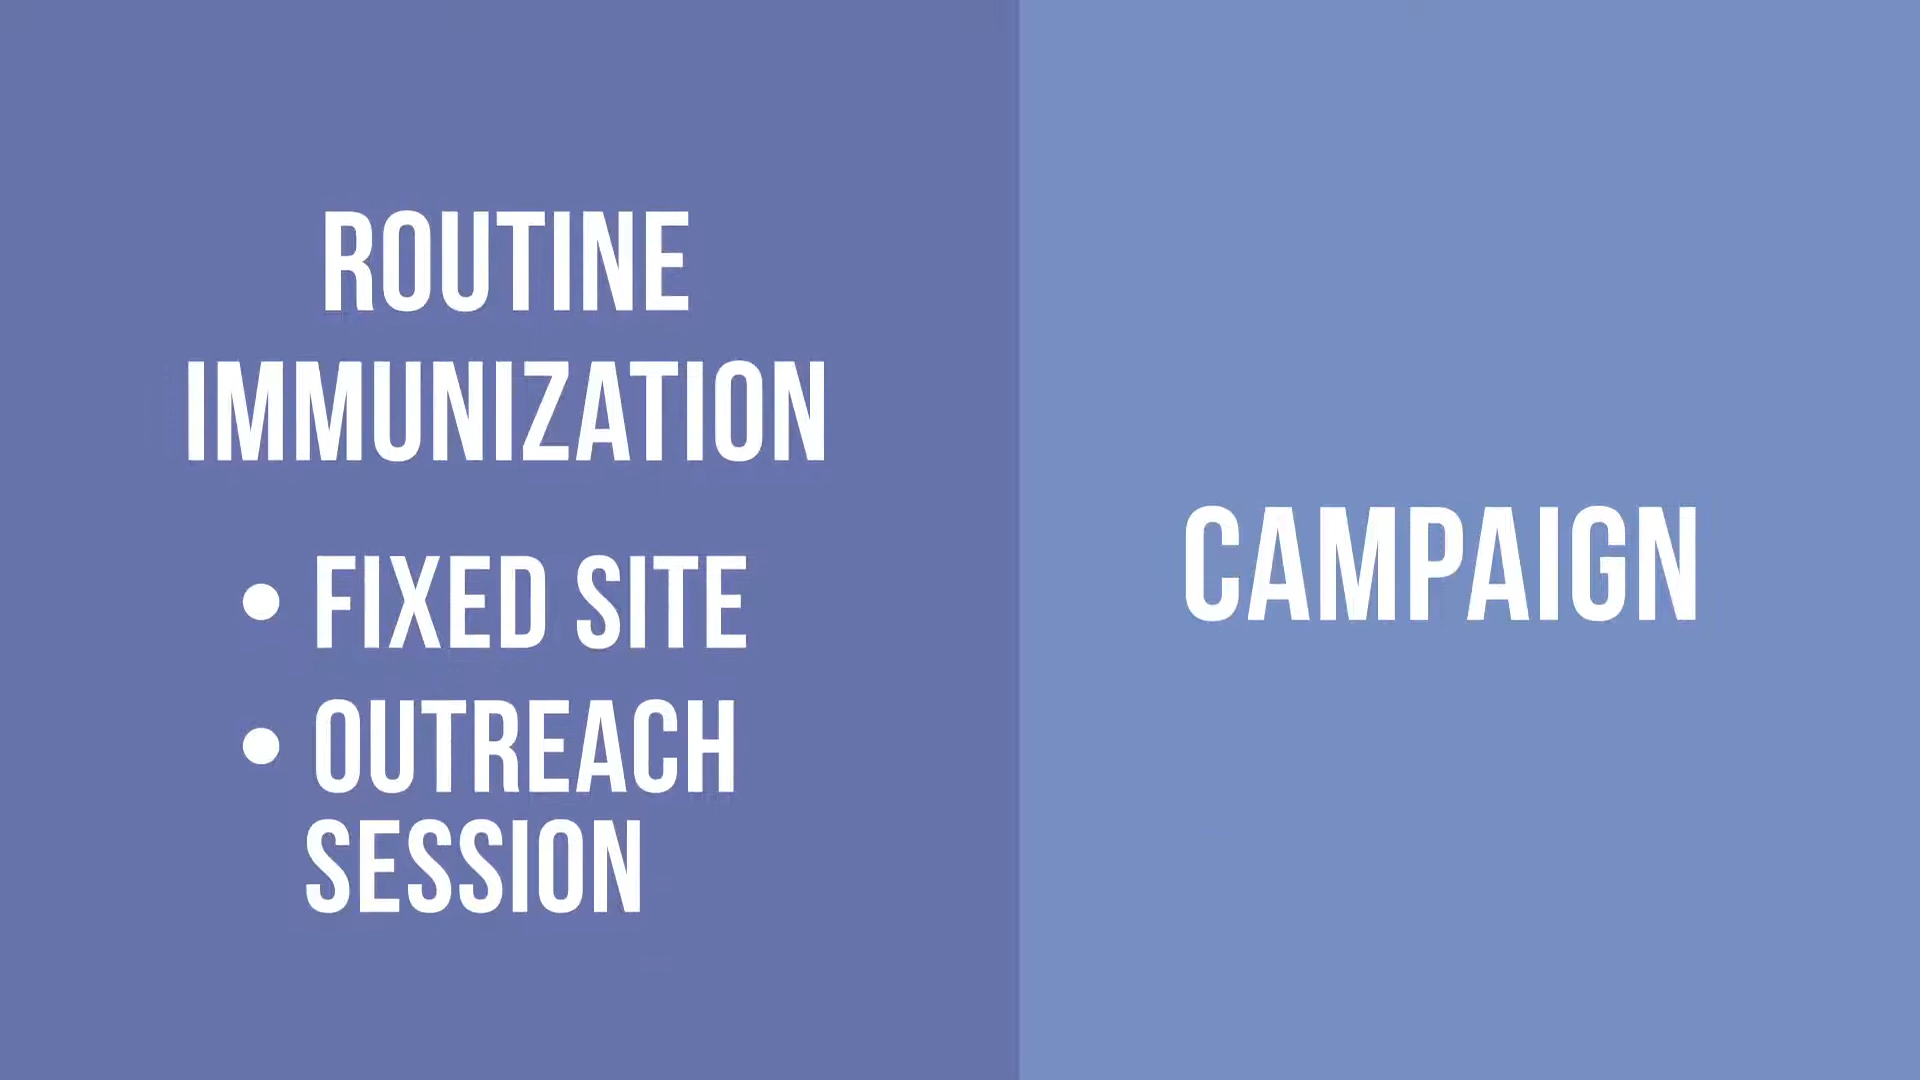 ROUTINE
IMMUNIZATION
• FIXED SITE
• OUTREACH
SESSION
CAMPAIGN